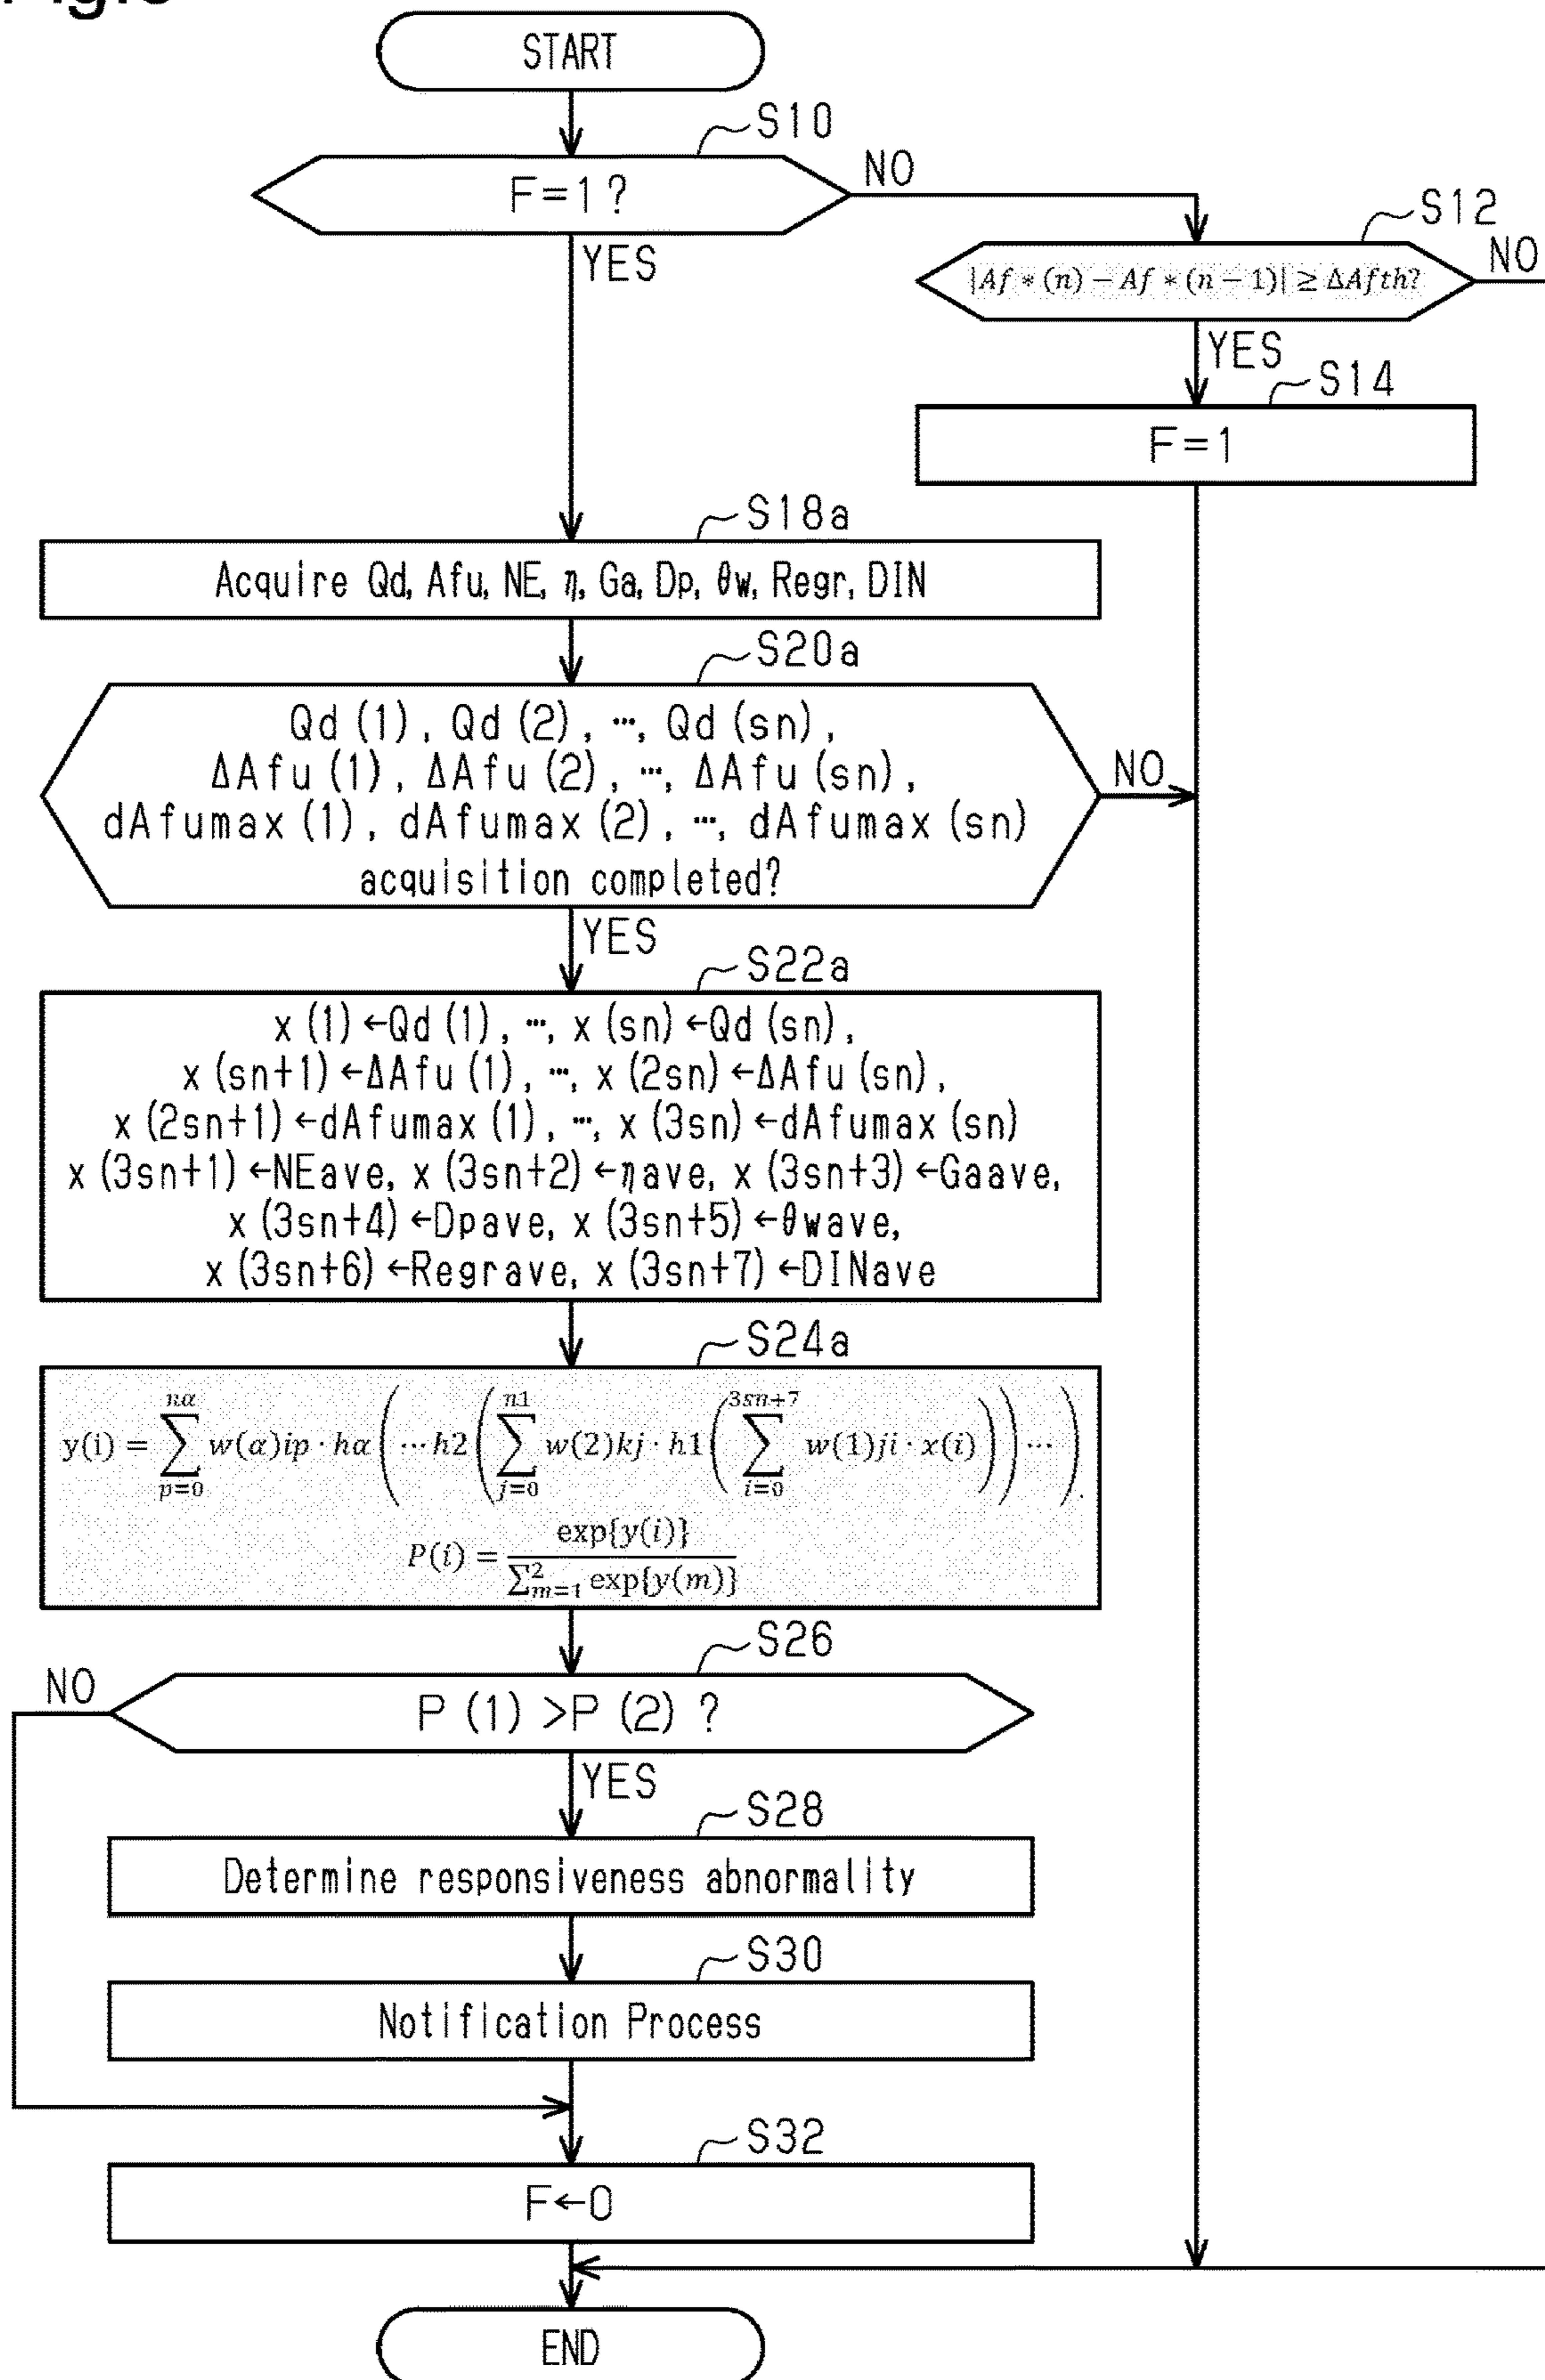 START
S10
F=1?
NO
YES
S12
|Af*(n) − Af*(n − 1)| ≥ ΔAfth?
NO
YES
S14
F=1
S18a
Acquire Qd, Afu, NE, η, Ga, Dp, θw, Regr, DIN
S20a
Qd(1), Qd(2), …, Qd(sn),
ΔAfu(1), ΔAfu(2), …, ΔAfu(sn),
dAfumax(1), dAfumax(2), …, dAfumax(sn)
acquisition completed?
NO
YES
S22a
x(1)←Qd(1), …, x(sn)←Qd(sn),
x(sn+1)←ΔAfu(1), …, x(2sn)←ΔAfu(sn),
x(2sn+1)←dAfumax(1), …, x(3sn)←dAfumax(sn)
x(3sn+1)←NEave, x(3sn+2)←ηave, x(3sn+3)←Gaave,
x(3sn+4)←Dpave, x(3sn+5)←θwave,
x(3sn+6)←Regrave, x(3sn+7)←DINave
S24a
y(i) = ∑_{p=0}^{nα} w(α)ip · hα(⋯h2(∑_{j=0}^{n1} w(2)kj · h1(∑_{i=0}^{3sn+7} w(1)ji · x(i)))⋯).
P(i) = exp{y(i)} / ∑_{m=1}^{2} exp{y(m)}
S26
NO
P(1)>P(2)?
YES
S28
Determine responsiveness abnormality
S30
Notification Process
S32
F←0
END